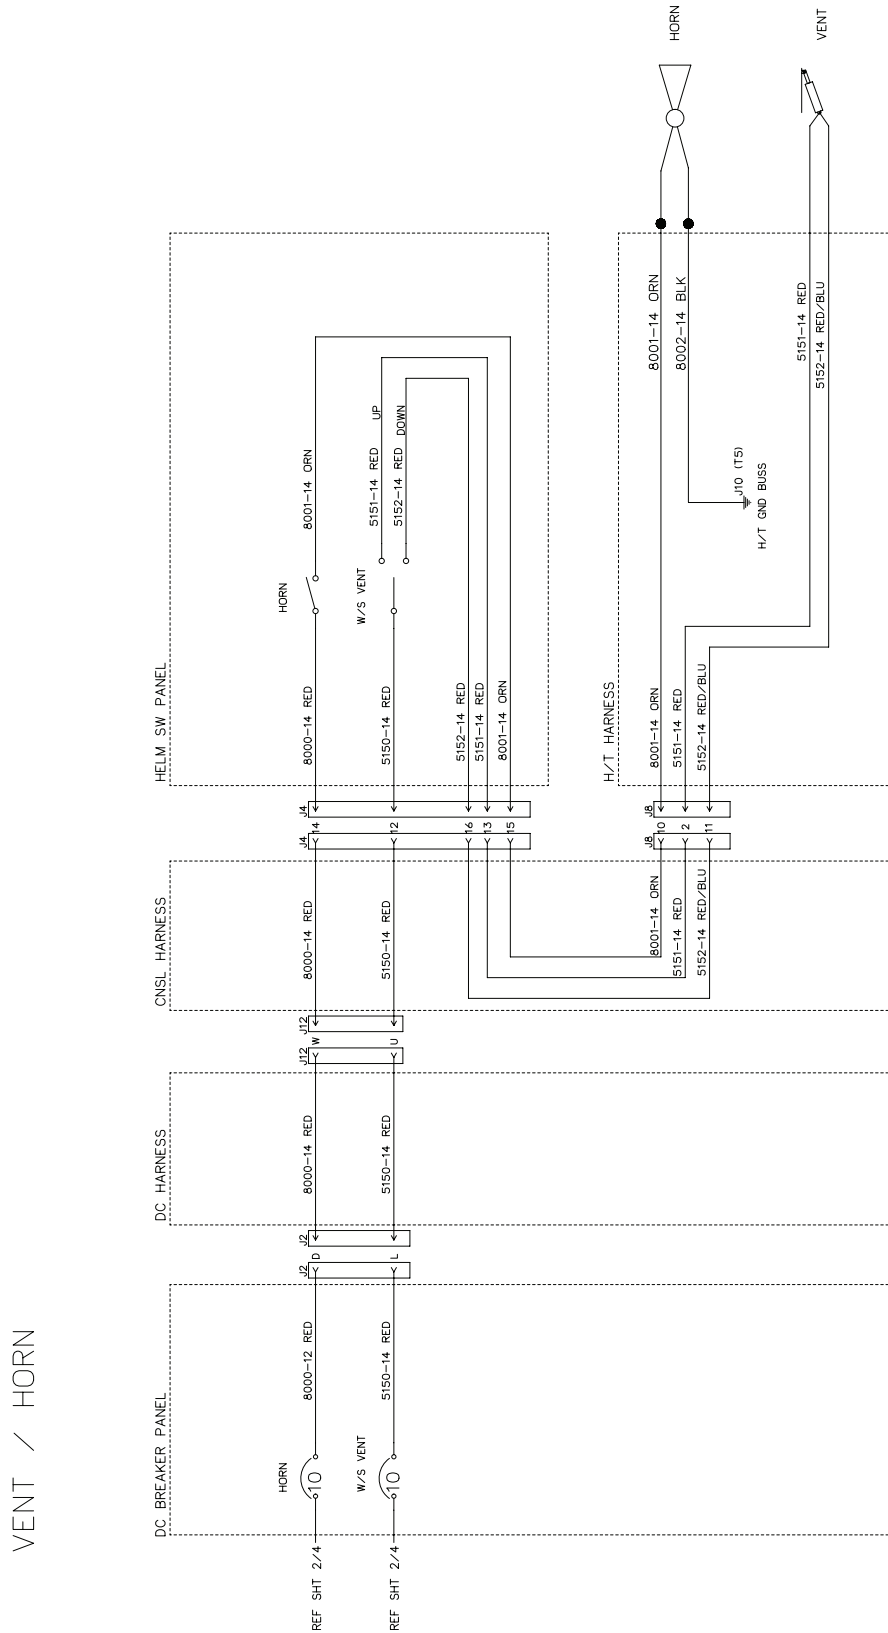 VENT / HORN
DC BREAKER PANEL
REF SHT 2/4
HORN
10
8000-12 RED
REF SHT 2/4
W/S VENT
10
5150-14 RED
J2
J2
D
L
DC HARNESS
8000-14 RED
5150-14 RED
J12
J12
W
U
CNSL HARNESS
8000-14 RED
5150-14 RED
8001-14 ORN
5151-14 RED
5152-14 RED/BLU
J4
J4
14
12
16
13
15
J8
J8
10
2
11
HELM SW PANEL
8000-14 RED
HORN
8001-14 ORN
5150-14 RED
W/S VENT
5151-14 RED
UP
5152-14 RED
DOWN
5152-14 RED
5151-14 RED
8001-14 ORN
H/T HARNESS
8001-14 ORN
5151-14 RED
5152-14 RED/BLU
8001-14 ORN
8002-14 BLK
J10 (T5)
H/T GND BUSS
5151-14 RED
5152-14 RED/BLU
HORN
VENT